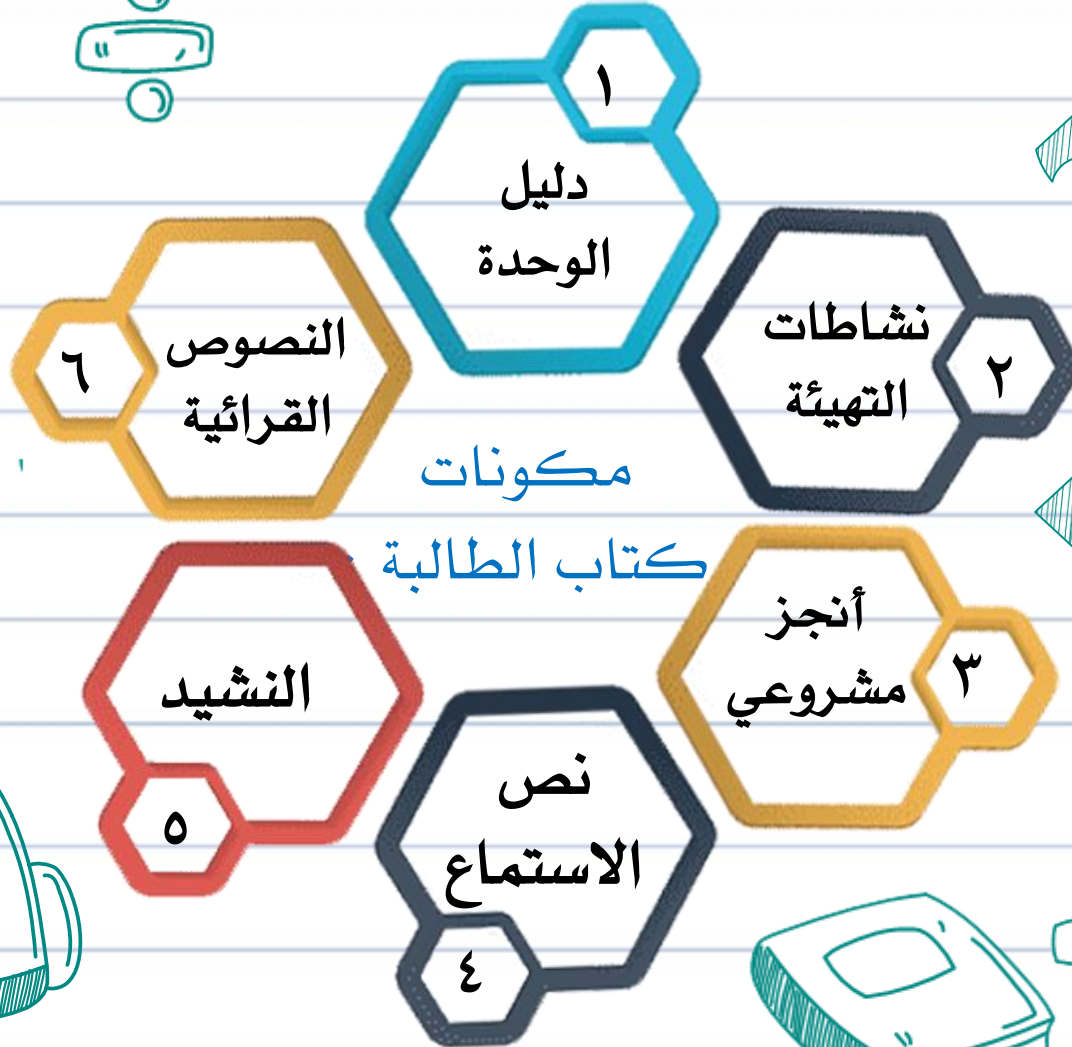 مكونات
كتاب الطالبة
١
دليل
الوحدة
٢
نشاطات
التهيئة
٣
أنجز
مشروعي
٤
نص
الاستماع
٥
النشيد
٦
النصوص
القرائية